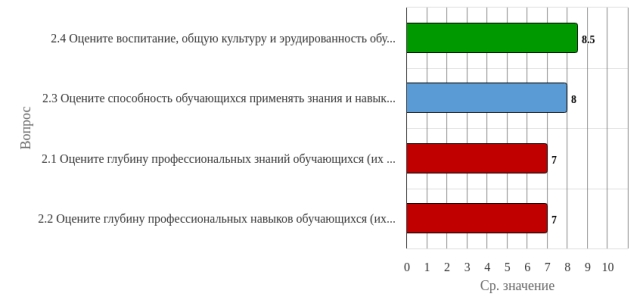 2.4 Оцените воспитание, общую культуру и эрудированность обу...
8.5
2.3 Оцените способность обучающихся применять знания и навык...
8
2.1 Оцените глубину профессиональных знаний обучающихся (их ...
7
2.2 Оцените глубину профессиональных навыков обучающихся (их...
7
Вопрос
0 1 2 3 4 5 6 7 8 9 10
Ср. значение